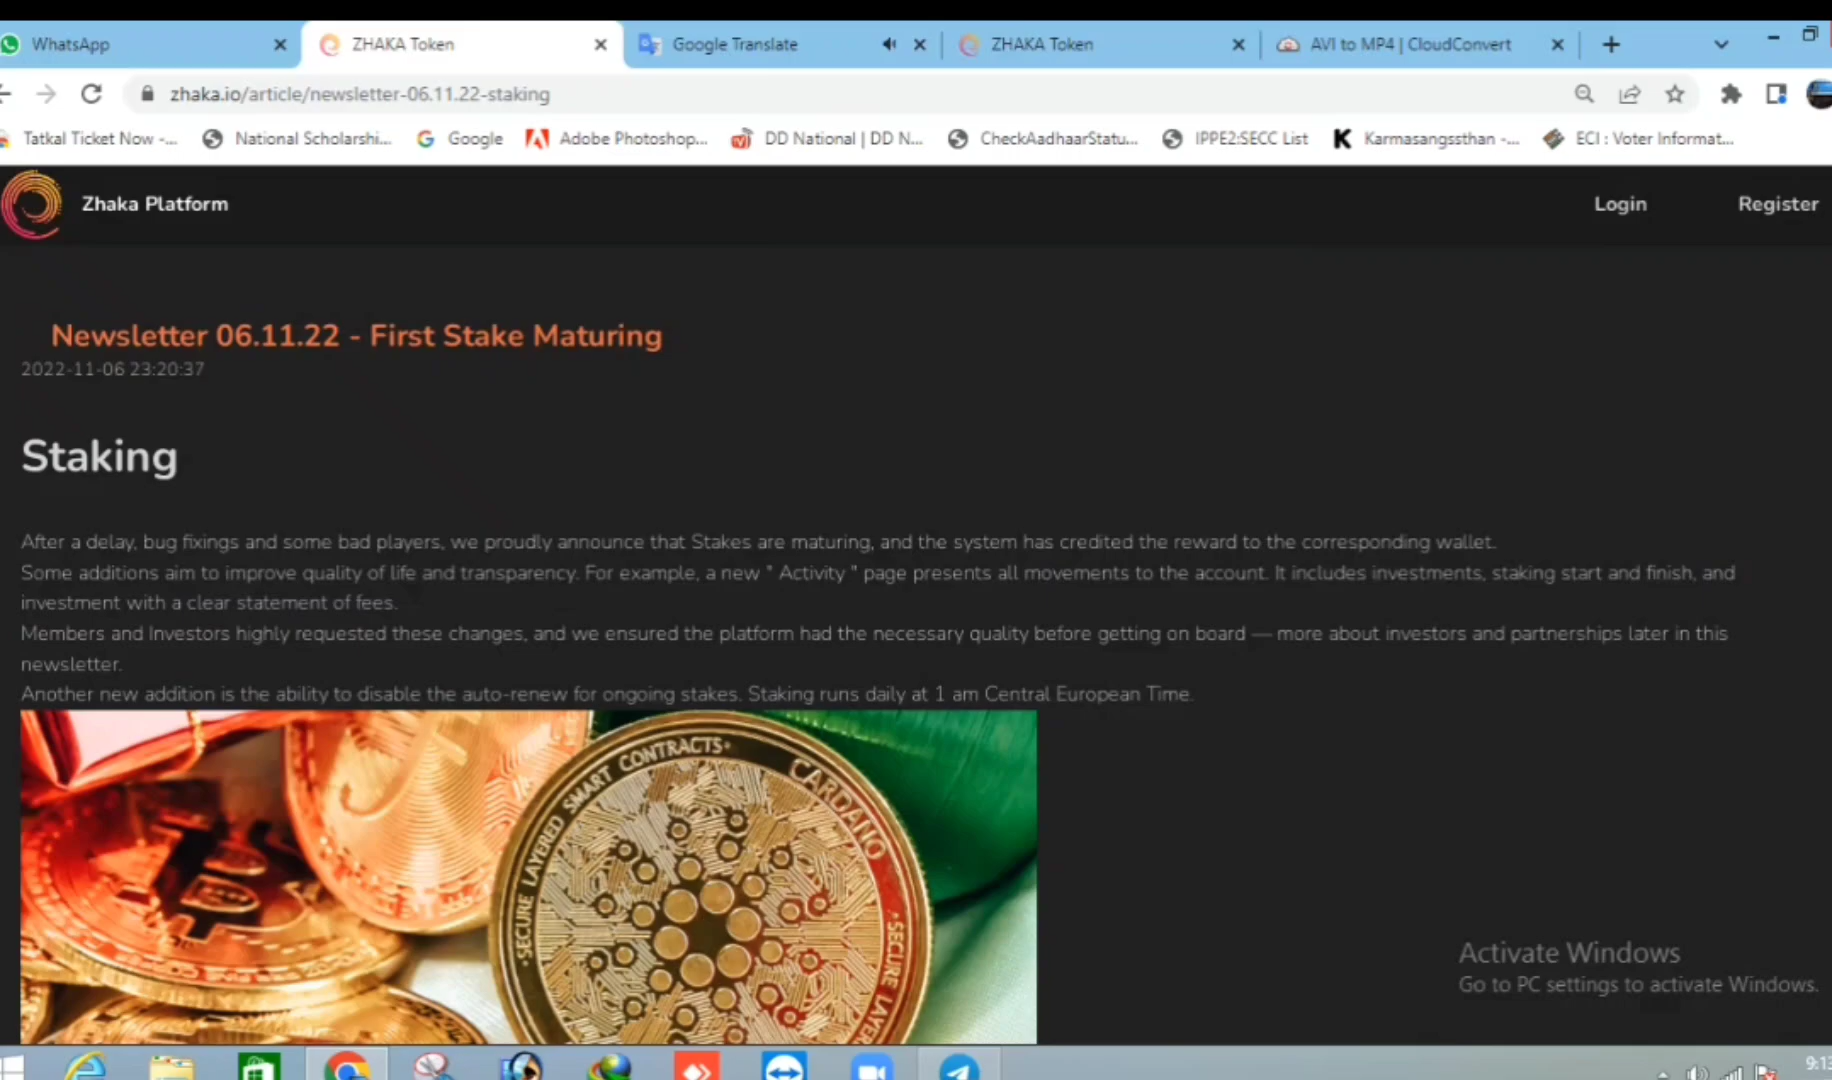 WhatsApp
ZHAKA Token
Google Translate
ZHAKA Token
AVI to MP4 | CloudConvert
zhaka.io/article/newsletter-06.11.22-staking
Tatkal Ticket Now -...
National Scholarshi...
Google
Adobe Photoshop...
DD National | DD N...
CheckAadhaarStatu...
IPPE2:SECC List
Karmasangssthan -...
ECI : Voter Informat...
Zhaka Platform
Login
Register
Newsletter 06.11.22 - First Stake Maturing
2022-11-06 23:20:37
Staking
After a delay, bug fixings and some bad players, we proudly announce that Stakes are maturing, and the system has credited the reward to the corresponding wallet.
Some additions aim to improve quality of life and transparency. For example, a new " Activity " page presents all movements to the account. It includes investments, staking start and finish, and
investment with a clear statement of fees.
Members and Investors highly requested these changes, and we ensured the platform had the necessary quality before getting on board — more about investors and partnerships later in this
newsletter.
Another new addition is the ability to disable the auto-renew for ongoing stakes. Staking runs daily at 1 am Central European Time.
•SECURE LAYERED SMART CONTRACTS•
CARDANO
•SECURE LAYER
Activate Windows
Go to PC settings to activate Windows.
9:13